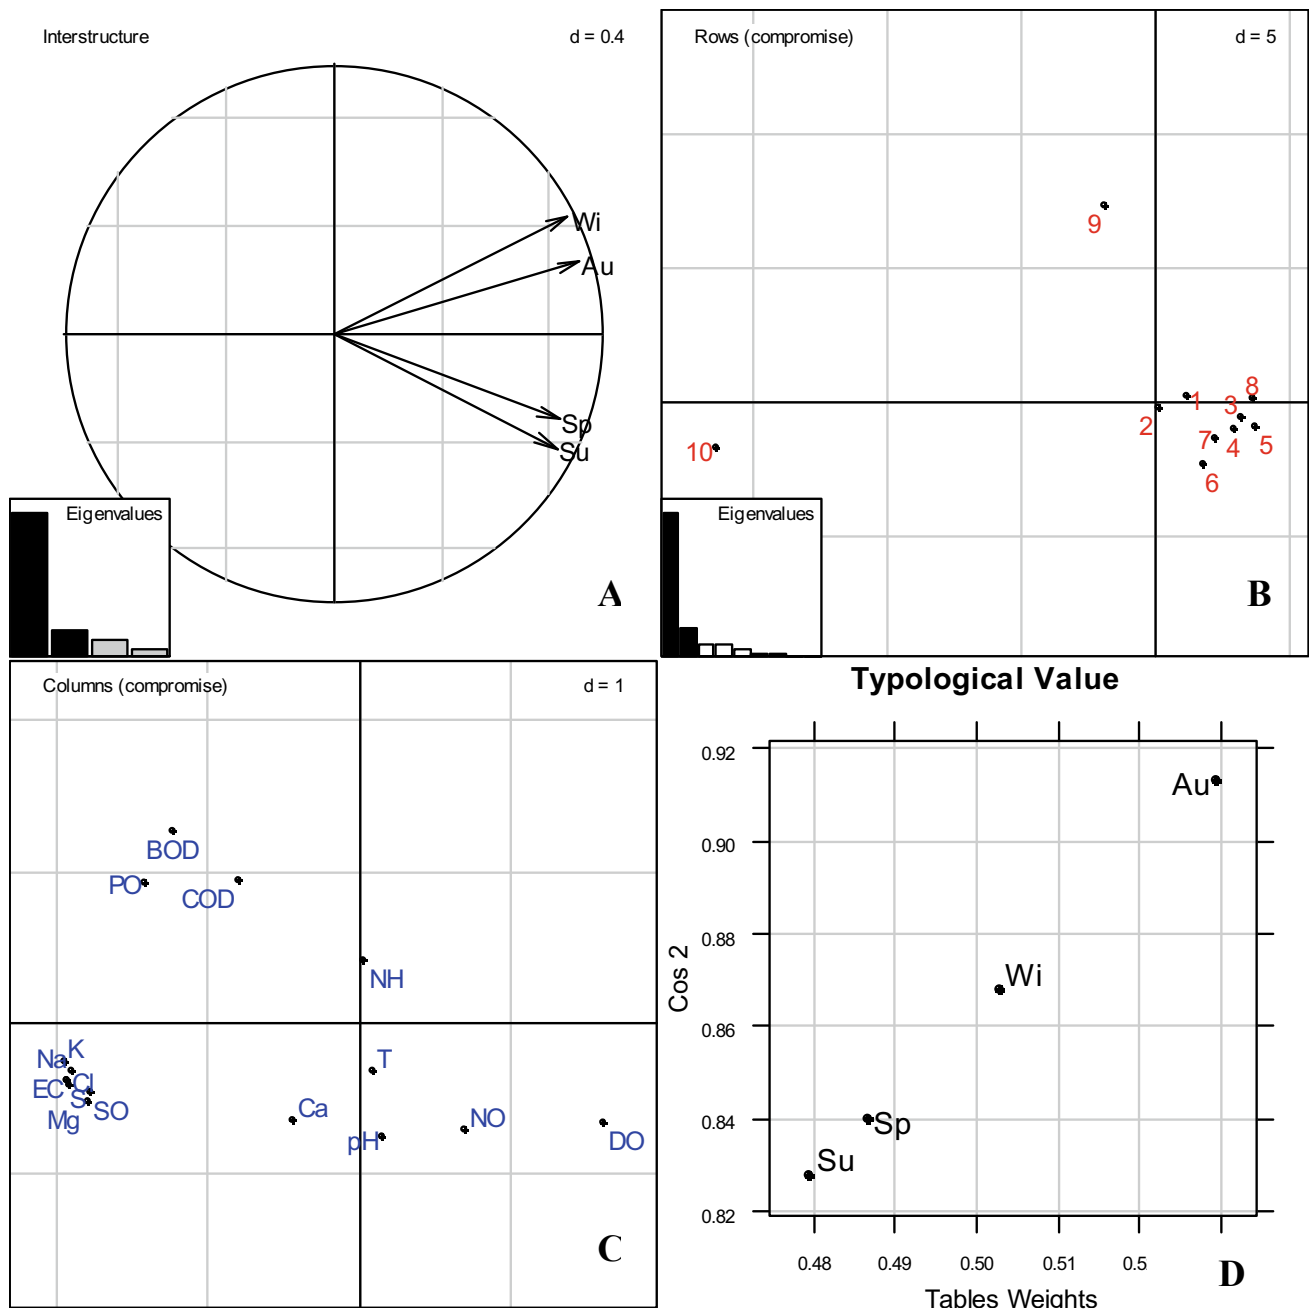 Interstructure d = 0.4
Wi
Au
Sp
Su
Eigenvalues
A
Rows (compromise) d = 5
9
8
1 3
2 7 4 5
10
6
Eigenvalues
B
Columns (compromise) d = 1
BOD
PO COD
NH
Na K T
EC Cl
S SO Ca NO
Mg pH DO
C
Typological Value
0.92
Au
0.90
0.88
Wi
Cos 2
0.86
0.84 Sp
Su
0.82
0.48 0.49 0.50 0.51 0.5
D
Tables Weights